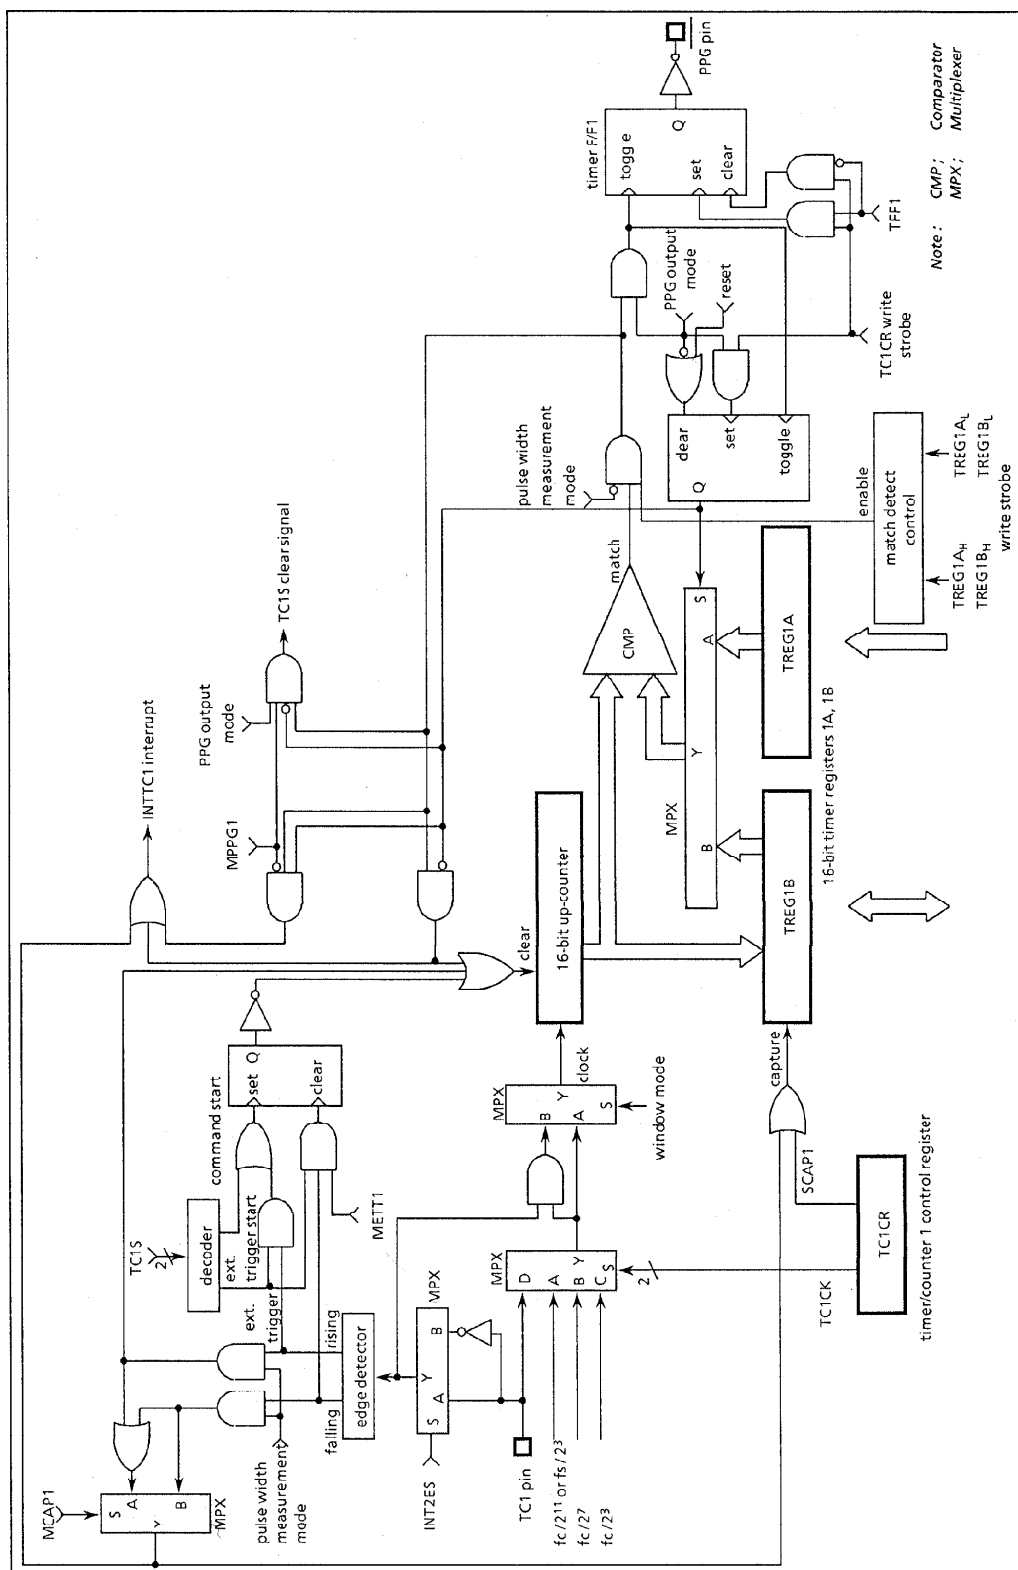 MCAP1
S
A
B
Y
MPX
pulse width
measurement
mode
TC1S
2
decoder
command start
ext.
trigger start
ext.
trigger
rising
falling
edge detector
METT1
set
Q
clear
INT2ES
S
A
Y
B
MPX
TC1 pin
fc/211 or fs/23
fc/27
fc/23
MPX
D
A
B
C
Y
S
2
TC1CK
MPX
B
A
Y
S
clock
window mode
TC1CR
timer/counter 1 control register
SCAP1
capture
INTTC1 interrupt
MPPG1
PPG output
mode
TC1S clear signal
clear
16-bit up-counter
CMP
match
pulse width
measurement
mode
MPX
B
Y
A
S
TREG1B
TREG1A
16-bit timer registers 1A, 1B
match detect
control
enable
TREG1AH
TREG1BH
TREG1AL
TREG1BL
write strobe
Q
dear
set
toggle
PPG output
mode
reset
TC1CR write
strobe
TFF1
timer F/F1
toggle
set
clear
Q
PPG pin
Note: CMP; Comparator
MPX; Multiplexer